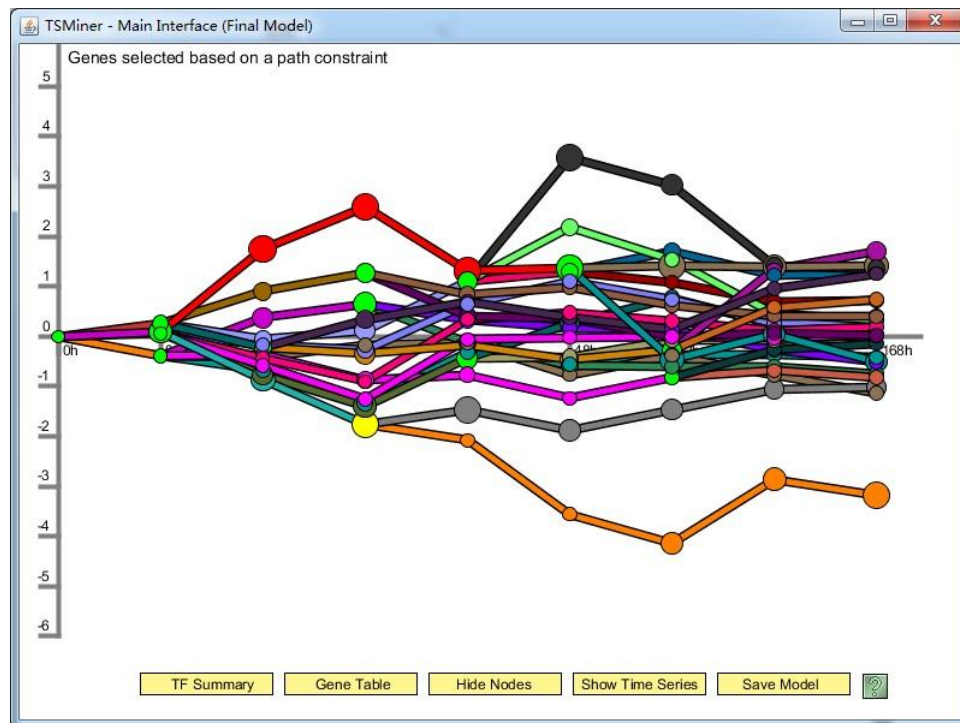 TSMiner - Main Interface (Final Model)
Genes selected based on a path constraint
5
4
3
2
1
0
0h
48h
168h
-1
-2
-3
-4
-5
-6
TF Summary
Gene Table
Hide Nodes
Show Time Series
Save Model
?